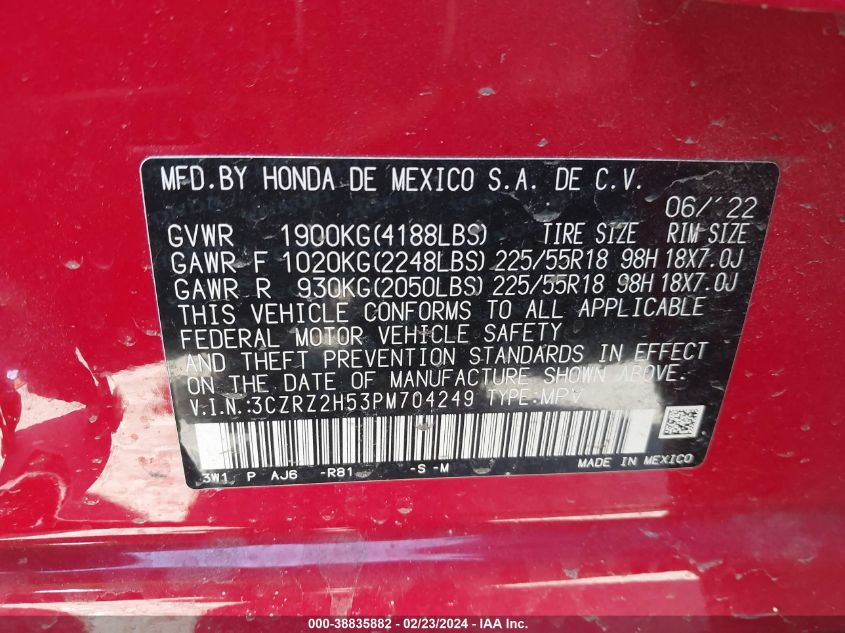 MFD.BY HONDA DE MEXICO S.A. DE C.V.
06/'22
GVWR 1900KG(4188LBS) TIRE SIZE RIM SIZE
GAWR F 1020KG(2248LBS) 225/55R18 98H 18X7.0J
GAWR R 930KG(2050LBS) 225/55R18 98H 18X7.0J
THIS VEHICLE CONFORMS TO ALL APPLICABLE
FEDERAL MOTOR VEHICLE SAFETY
AND THEFT PREVENTION STANDARDS IN EFFECT
ON THE DATE OF MANUFACTURE SHOWN ABOVE.
V.I.N.:3CZRZ2H53PM704249 TYPE:MPV
3W1 P AJ6 -R81 -S -M MADE IN MEXICO
000-38835882 - 02/23/2024 - IAA Inc.